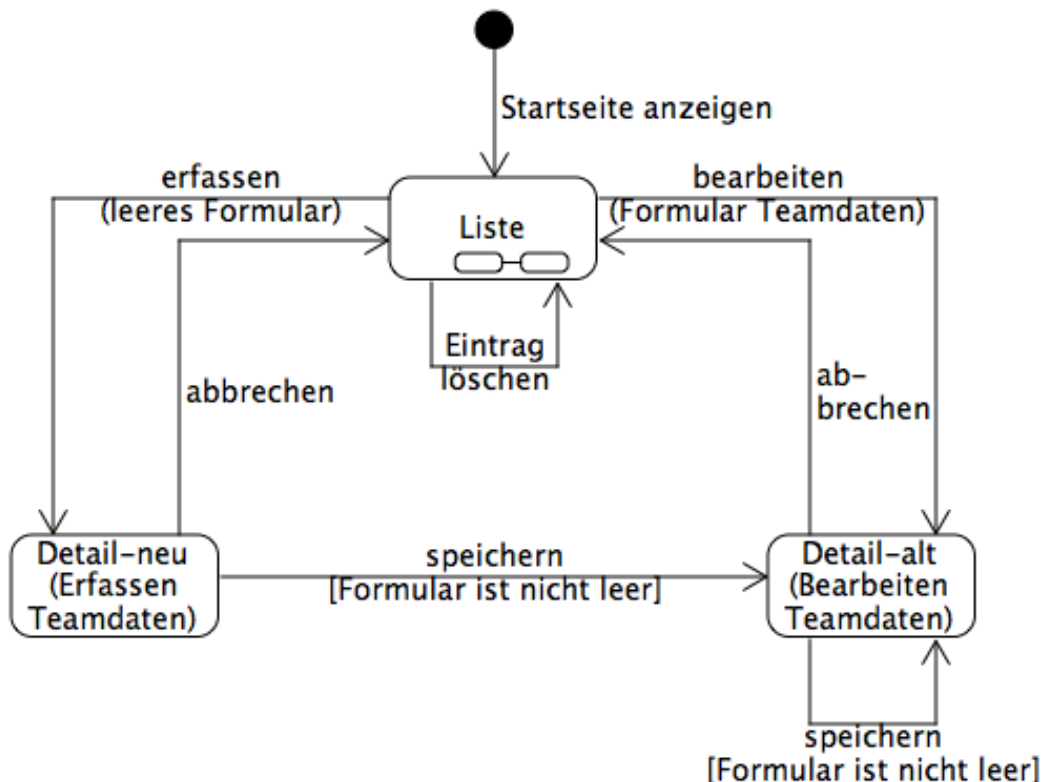 Startseite anzeigen
erfassen
(leeres Formular)
bearbeiten
(Formular Teamdaten)
Liste
Eintrag
löschen
abbrechen
ab-
brechen
Detail-neu
(Erfassen
Teamdaten)
speichern
[Formular ist nicht leer]
Detail-alt
(Bearbeiten
Teamdaten)
speichern
[Formular ist nicht leer]